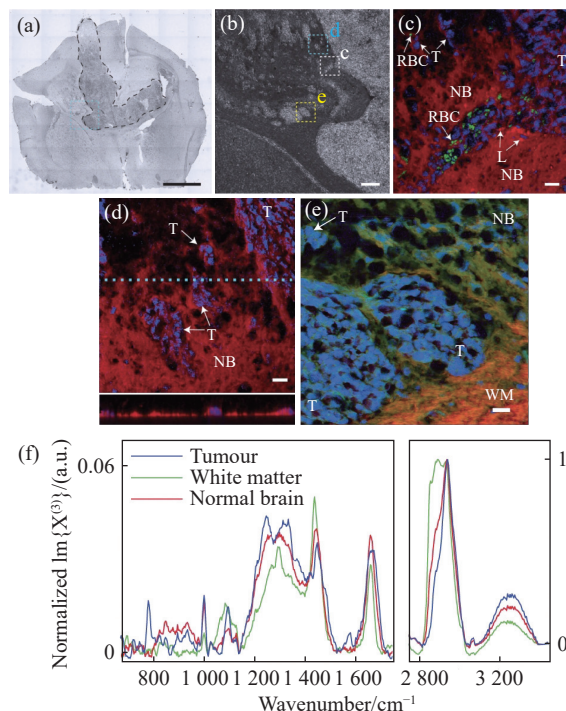 (a)
(b)
d
c
e
(c)
RBC
T
T
NB
RBC
L
NB
(d)
T
T
T
T
NB
(e)
T
NB
T
T
WM
(f)
Normalized Im{X(3)}/(a.u.)
0.06
0
Tumour
White matter
Normal brain
1
0
800
1 000
1 200
1 400
1 600
2 800
3 200
Wavenumber/cm−1